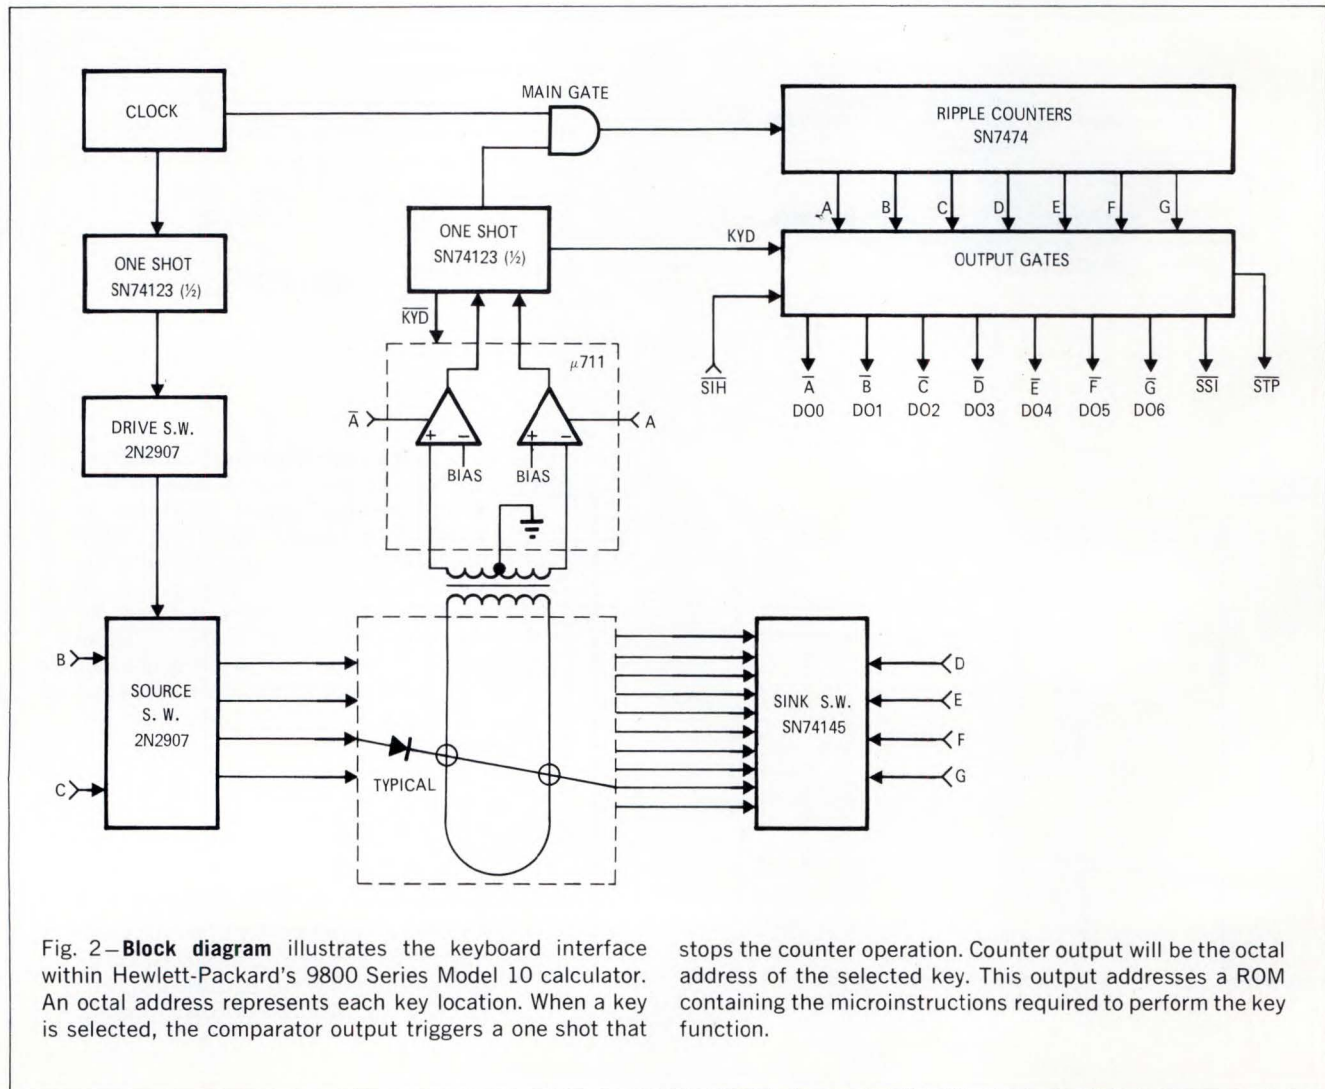 CLOCK
MAIN GATE
RIPPLE COUNTERS
SN7474
A B C D E F G
ONE SHOT
SN74123 (½)
KYD
OUTPUT GATES
ONE SHOT
SN74123 (½)
K̅Y̅D̅
μ711
S̅I̅H̅
A̅ B̅ C̅ D̅ E̅ F̅ G̅ S̅S̅I̅ S̅T̅P̅
DO0 DO1 DO2 DO3 DO4 DO5 DO6
DRIVE S.W.
2N2907
A̅
+ − + −
A
BIAS BIAS
B
SOURCE
S. W.
2N2907
C
TYPICAL
SINK S.W.
SN74145
D
E
F
G
Fig. 2—Block diagram illustrates the keyboard interface
within Hewlett-Packard's 9800 Series Model 10 calculator.
An octal address represents each key location. When a key
is selected, the comparator output triggers a one shot that
stops the counter operation. Counter output will be the octal
address of the selected key. This output addresses a ROM
containing the microinstructions required to perform the key
function.